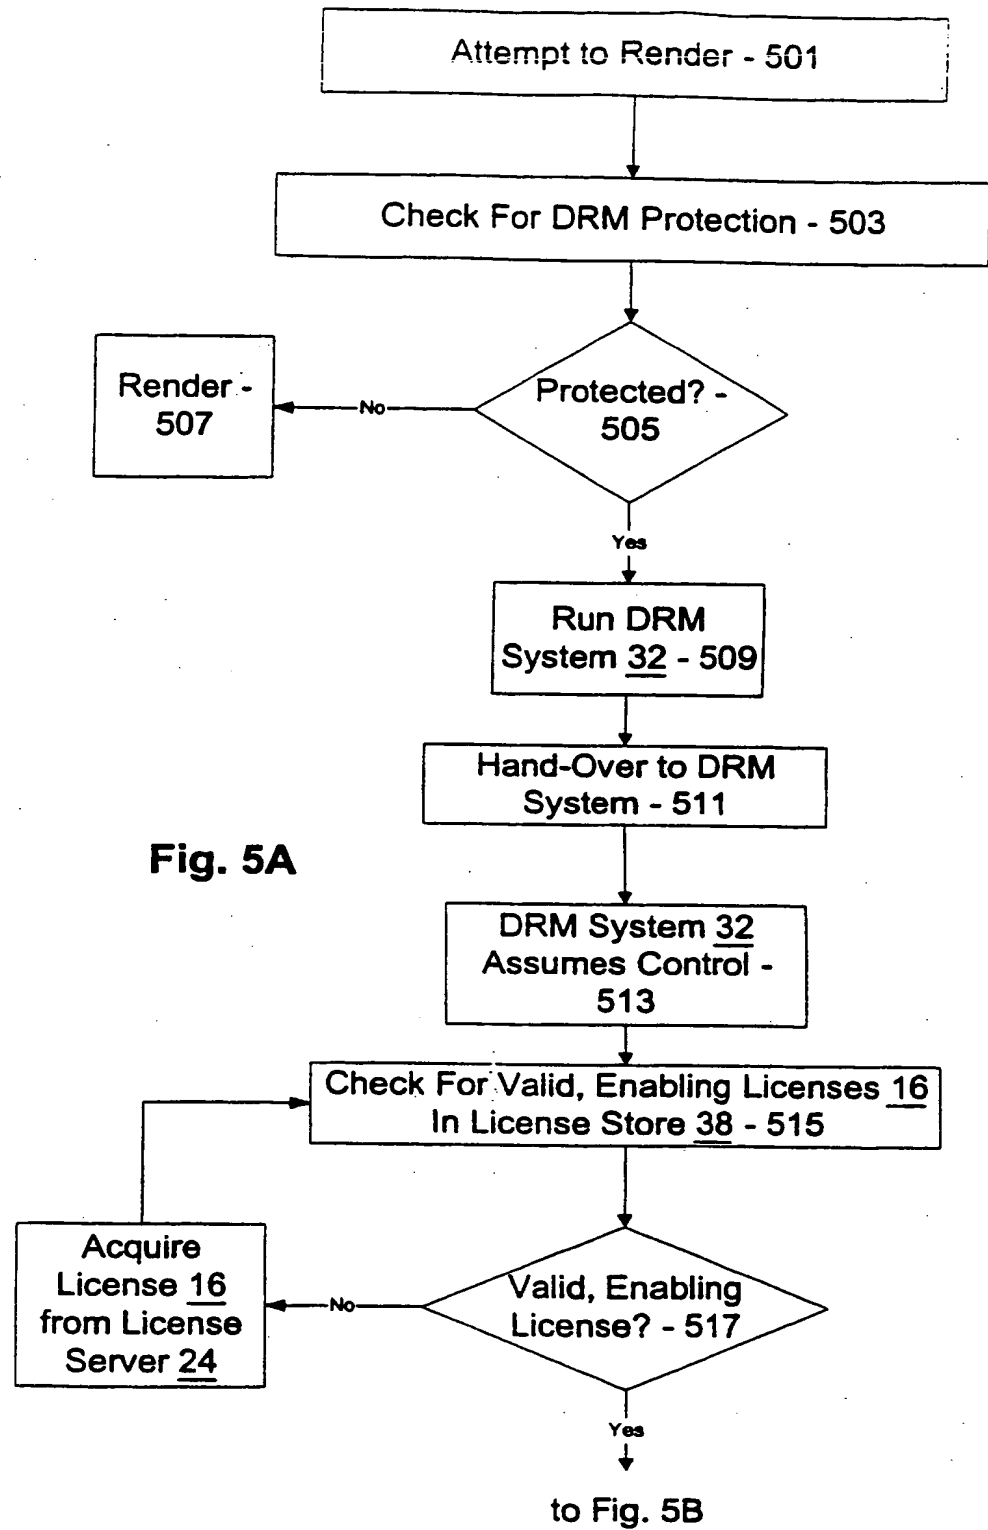 Attempt to Render - 501
Check For DRM Protection - 503
Protected? -
505
No
Render -
507
Yes
Run DRM
System 32 - 509
Hand-Over to DRM
System - 511
Fig. 5A
DRM System 32
Assumes Control -
513
Check For Valid, Enabling Licenses 16
In License Store 38 - 515
Valid, Enabling
License? - 517
No
Acquire
License 16
from License
Server 24
Yes
to Fig. 5B